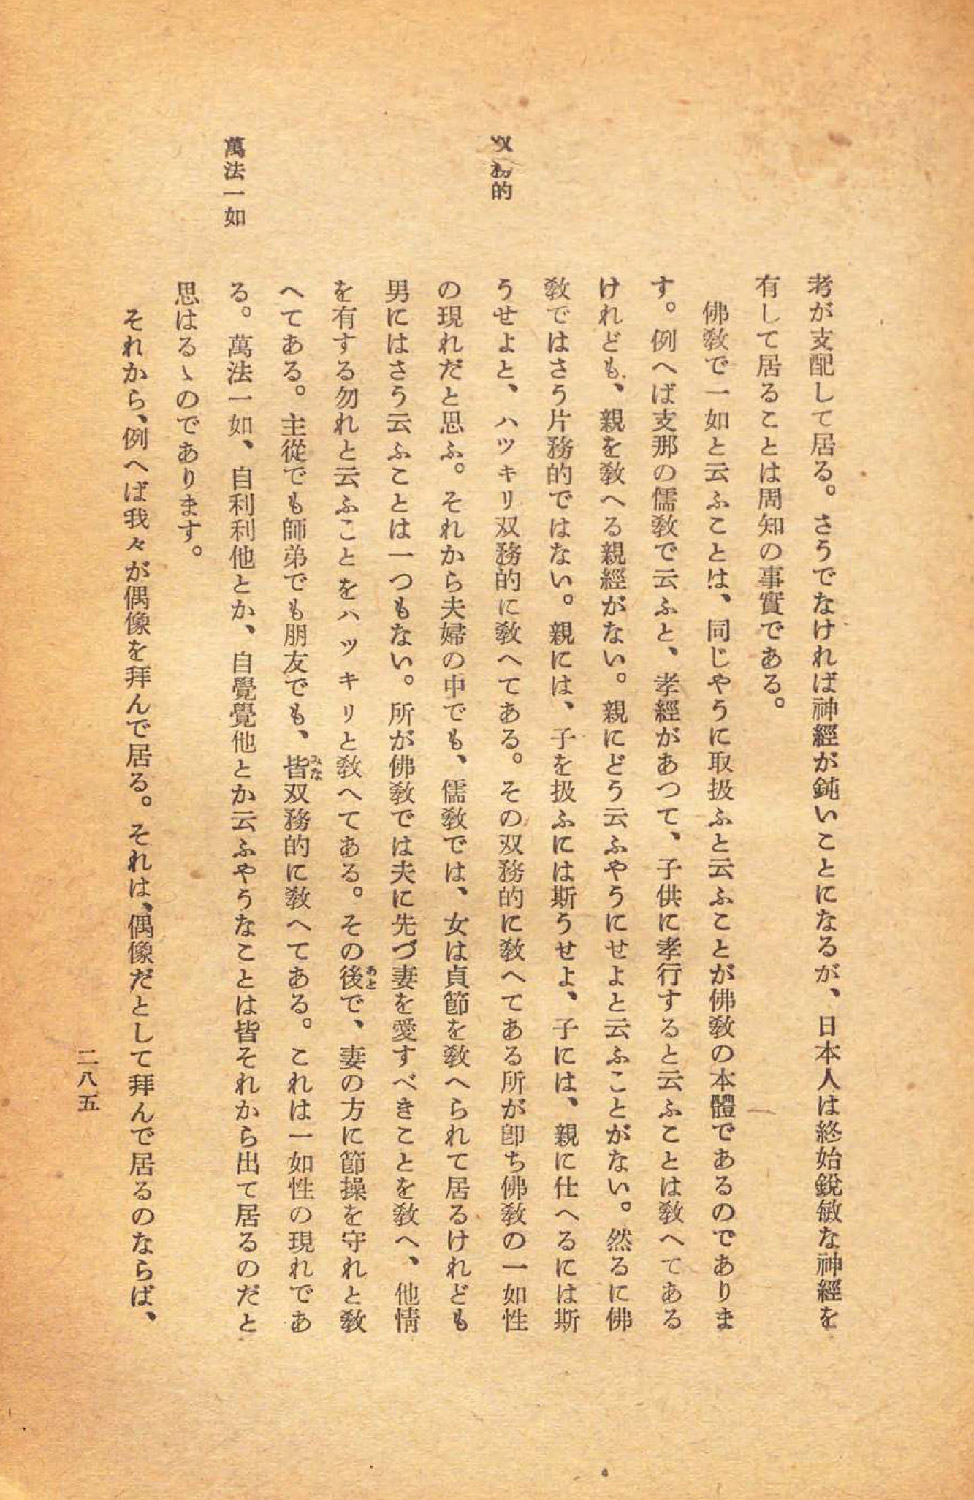 考が支配して居る。さうでなければ神經が鈍いことになるが、日本人は終始銳敏な神經を
有して居ることは周知の事實である。
佛教で一如と云ふことは、同じやうに取扱ふと云ふことが佛教の本體であるのでありま
す。例へば支那の儒教で云ふと、孝經があつて、子供に孝行すると云ふことは教へてある
けれども、親を教へる親經がない。親にどう云ふやうにせよと云ふことがない。然るに佛
教ではさう片務的ではない。親には、子を扱ふには斯うせよ、子には、親に仕へるには斯
双務的
うせよと、ハツキリ双務的に教へてある。その双務的に教へてある所が卽ち佛教の一如性
の現れだと思ふ。それから夫婦の中でも、儒教では、女は貞節を教へられて居るけれども
男にはさう云ふことは一つもない。所が佛教では夫に先づ妻を愛すべきことを教へ、他情
を有する勿れと云ふことをハツキリと教へてある。その後で、妻の方に節操を守れと教
へてある。主從でも師弟でも朋友でも、皆双務的に教へてある。これは一如性の現れであ
萬法一如
る。萬法一如、自利利他とか、自覺覺他とか云ふやうなことは皆それから出て居るのだと
思はるゝのであります。
それから、例へば我々が偶像を拜んで居る。それは、偶像だとして拜んで居るのならば、
二八五